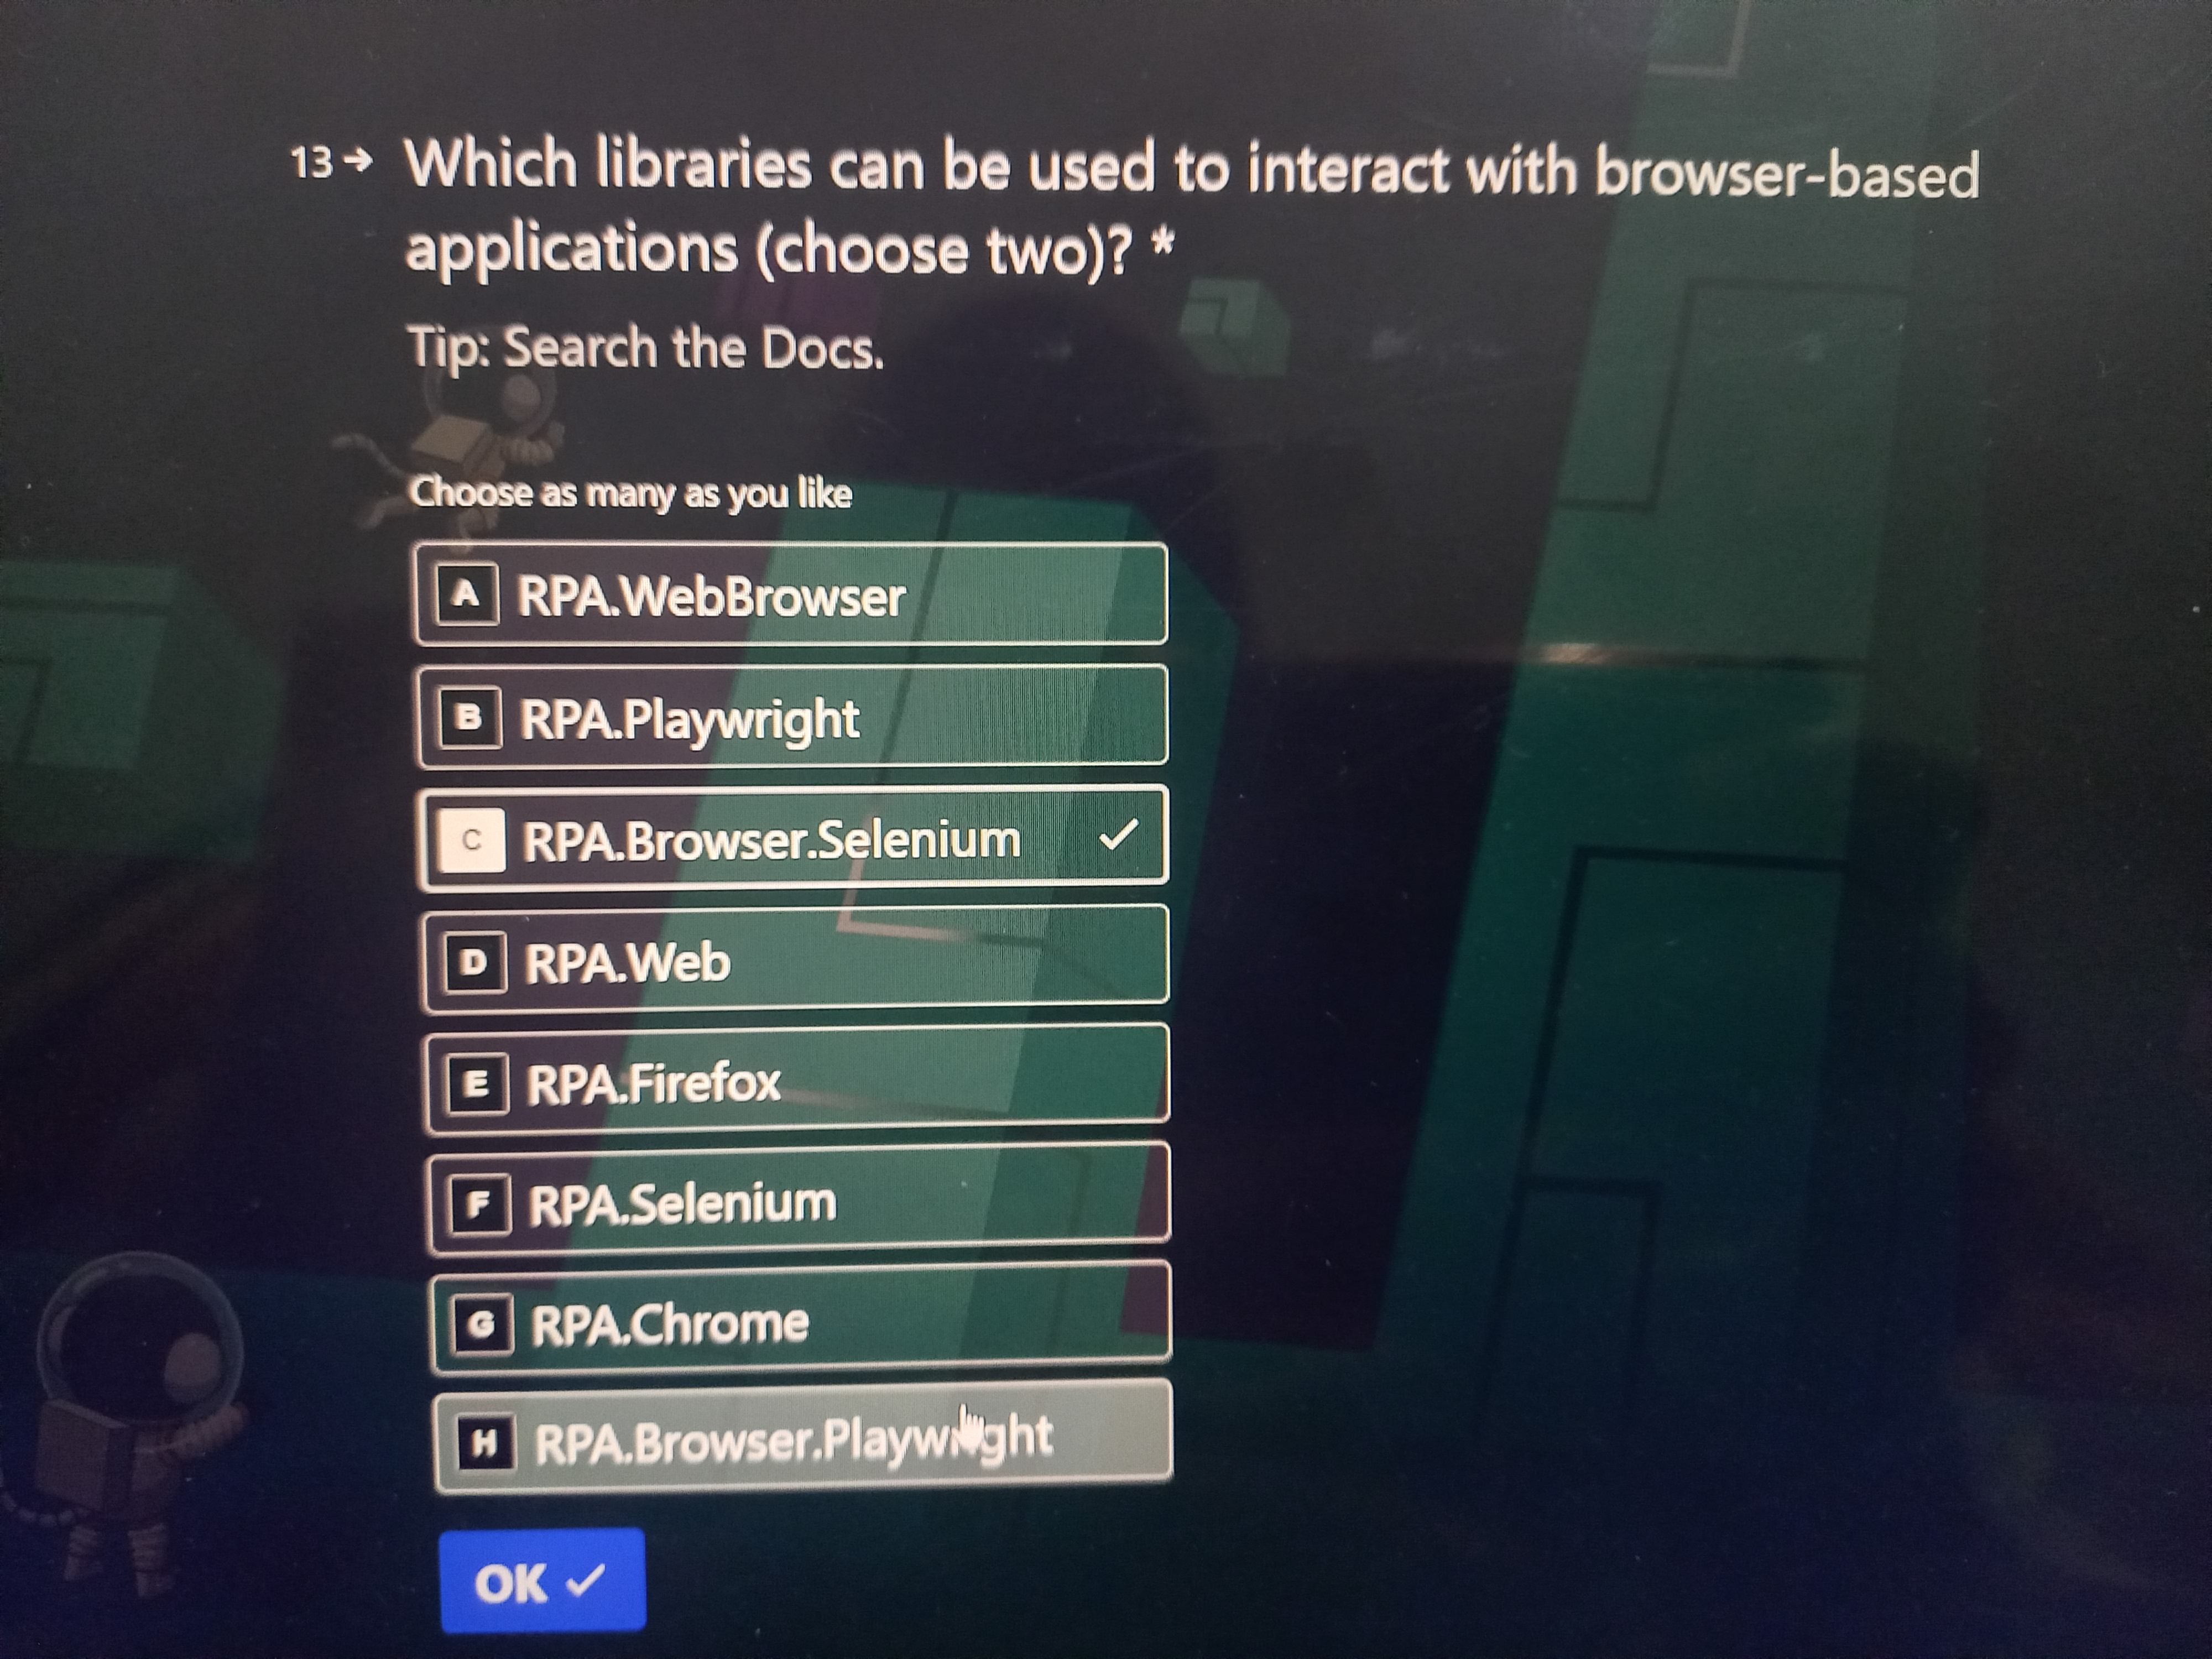 13→ Which libraries can be used to interact with browser-based
applications (choose two)? *
Tip: Search the Docs.
Choose as many as you like
A RPA.WebBrowser
B RPA.Playwright
C RPA.Browser.Selenium ✓
D RPA.Web
E RPA.Firefox
F RPA.Selenium
G RPA.Chrome
H RPA.Browser.Playwright
OK ✓